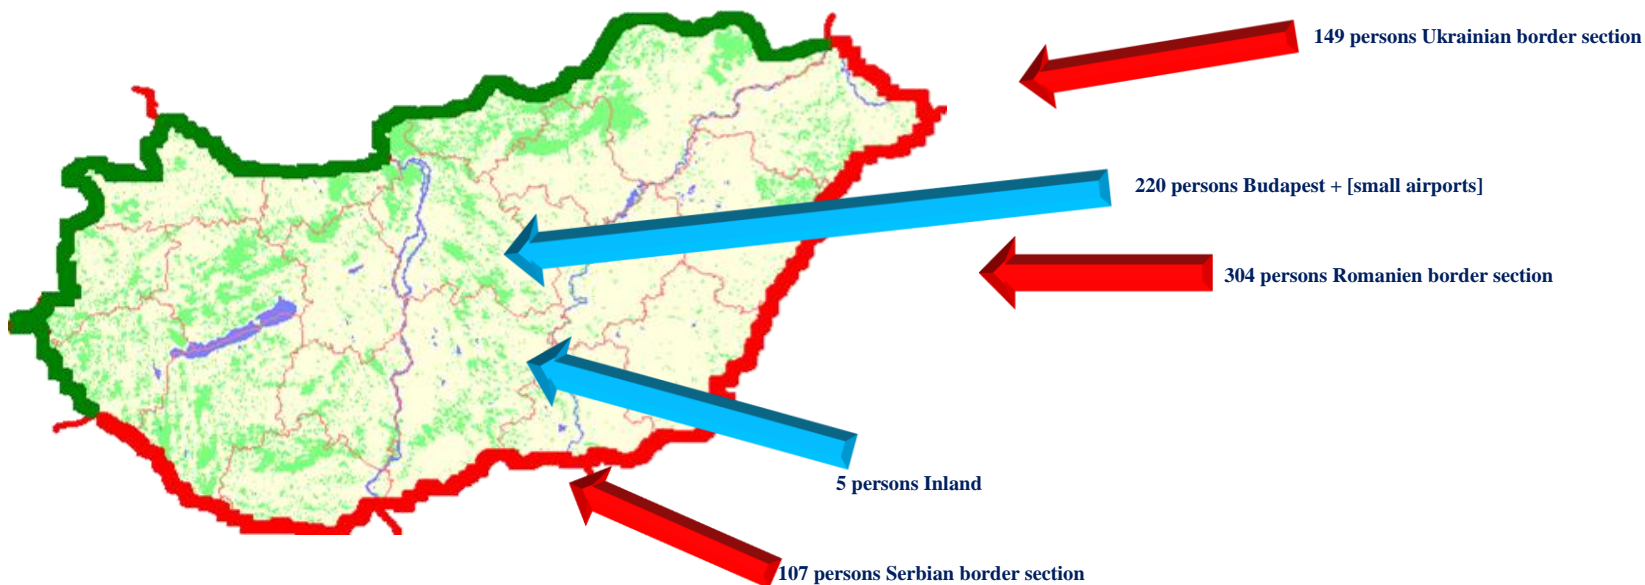 149 persons Ukrainian border section
220 persons Budapest + [small airports]
304 persons Romanien border section
5 persons Inland
107 persons Serbian border section